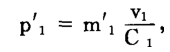 p'₁ = m'₁ v₁/C₁,